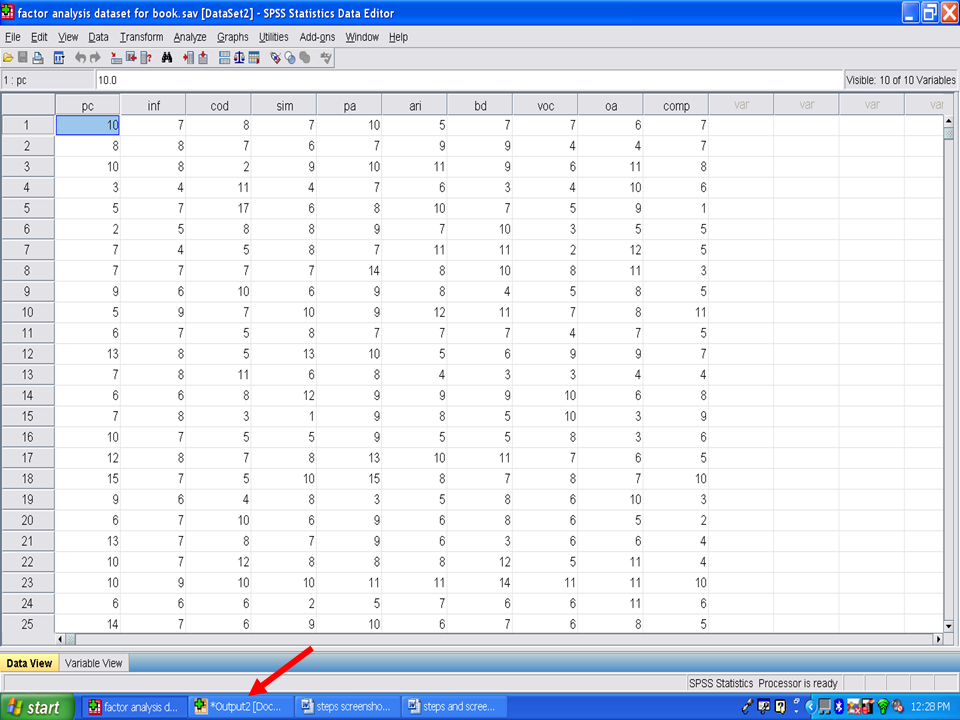 factor analysis dataset for book.sav [DataSet2] - SPSS Statistics Data Editor
File Edit View Data Transform Analyze Graphs Utilities Add-ons Window Help
1 : pc 10.0 Visible: 10 of 10 Variables
pc inf cod sim pa ari bd voc oa comp var var var var
1 10 7 8 7 10 5 7 7 6 7
2 8 8 7 6 7 9 9 4 4 7
3 10 8 2 9 10 11 9 6 11 8
4 3 4 11 4 7 6 3 4 10 6
5 5 7 17 6 8 10 7 5 9 1
6 2 5 8 8 9 7 10 3 5 5
7 7 4 5 8 7 11 11 2 12 5
8 7 7 7 7 14 8 10 8 11 3
9 9 6 10 6 9 8 4 5 8 5
10 5 9 7 10 9 12 11 7 8 11
11 6 7 5 8 7 7 7 4 7 5
12 13 8 5 13 10 5 6 9 9 7
13 7 8 11 6 8 4 3 3 4 4
14 6 6 8 12 9 9 9 10 6 8
15 7 8 3 1 9 8 5 10 3 9
16 10 7 5 5 9 5 5 8 3 6
17 12 8 7 8 13 10 11 7 6 5
18 15 7 5 10 15 8 7 8 7 10
19 9 6 4 8 3 5 8 6 10 3
20 6 7 10 6 9 6 8 6 5 2
21 13 7 8 7 9 6 3 6 6 4
22 10 7 12 8 8 8 12 5 11 4
23 10 9 10 10 11 11 14 11 11 10
24 6 6 6 2 5 7 6 6 11 6
25 14 7 6 9 10 6 7 6 8 5
Data View Variable View
SPSS Statistics Processor is ready
start factor analysis d... *Output2 [Doc... steps screensho... steps and scree... 12:28 PM